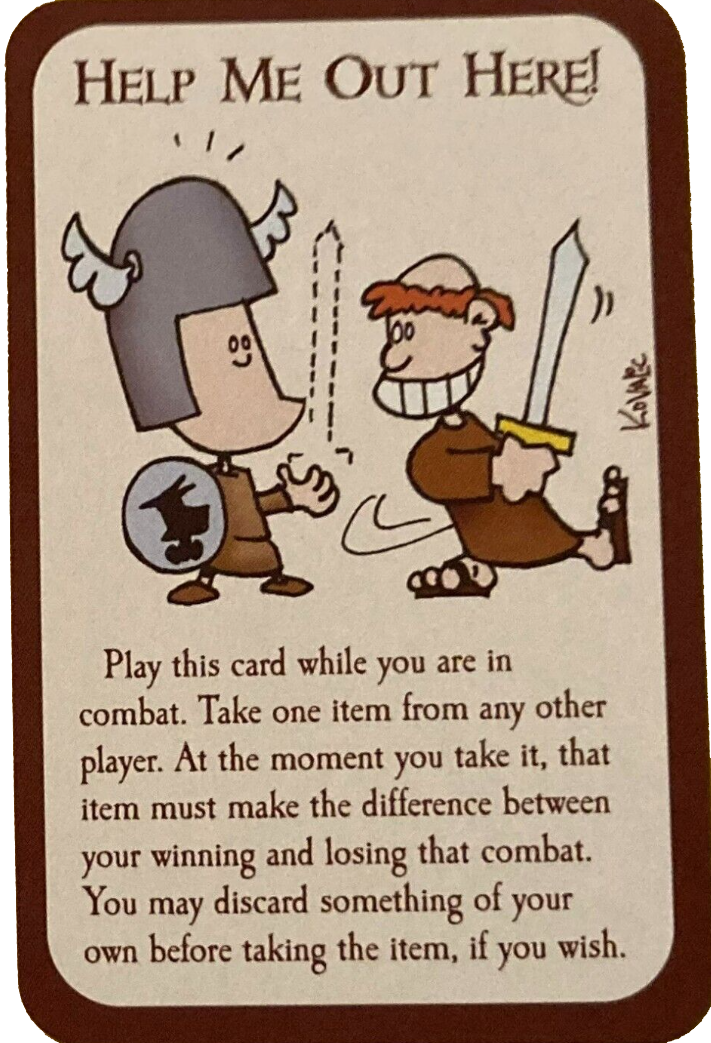 HELP ME OUT HERE!
KOVALIC
Play this card while you are in
combat. Take one item from any other
player. At the moment you take it, that
item must make the difference between
your winning and losing that combat.
You may discard something of your
own before taking the item, if you wish.